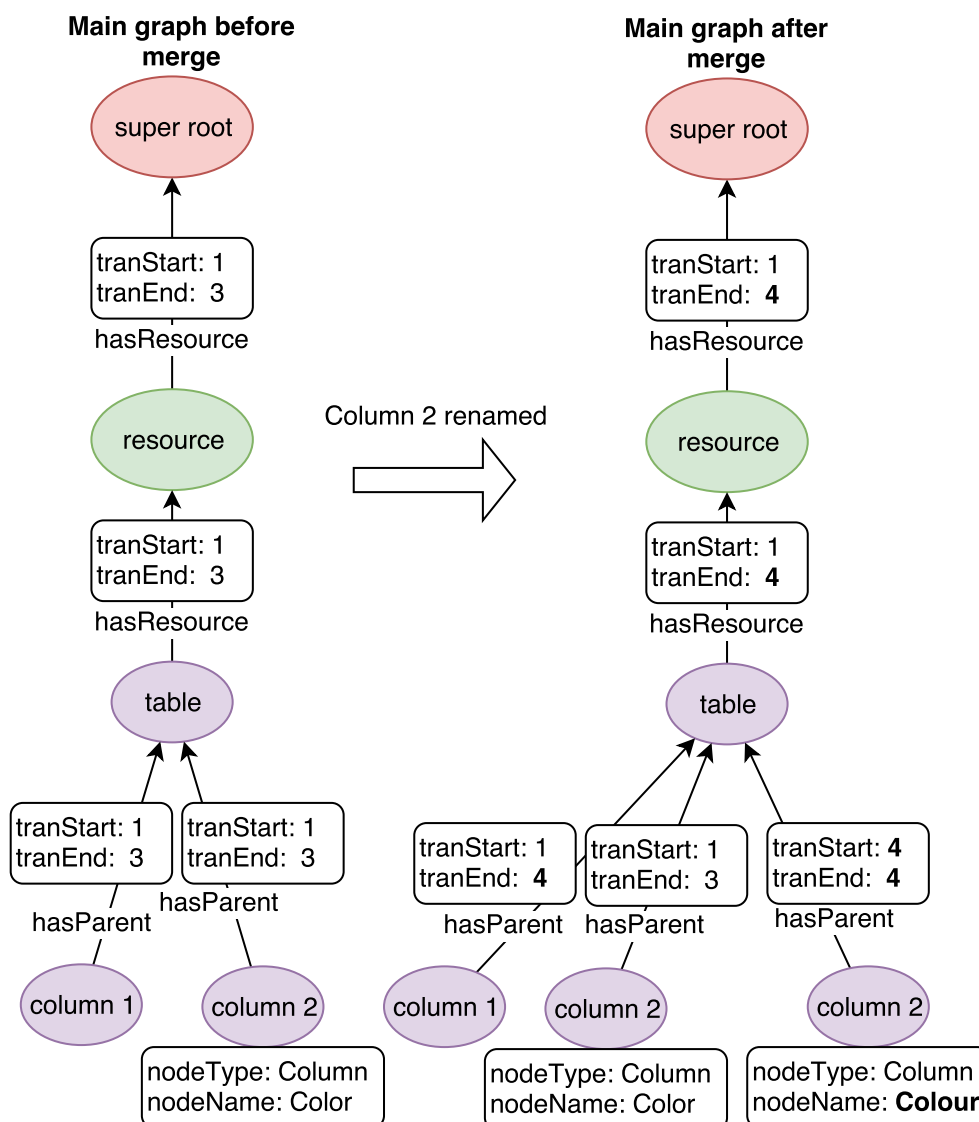 Main graph before
merge
super root
tranStart: 1
tranEnd: 3
hasResource
resource
tranStart: 1
tranEnd: 3
hasResource
table
tranStart: 1
tranEnd: 3
hasParent
tranStart: 1
tranEnd: 3
hasParent
column 1
column 2
nodeType: Column
nodeName: Color
Column 2 renamed
Main graph after
merge
super root
tranStart: 1
tranEnd: 4
hasResource
resource
tranStart: 1
tranEnd: 4
hasResource
table
tranStart: 1
tranEnd: 4
hasParent
tranStart: 1
tranEnd: 3
hasParent
tranStart: 4
tranEnd: 4
hasParent
column 1
column 2
nodeType: Column
nodeName: Color
column 2
nodeType: Column
nodeName: Colour